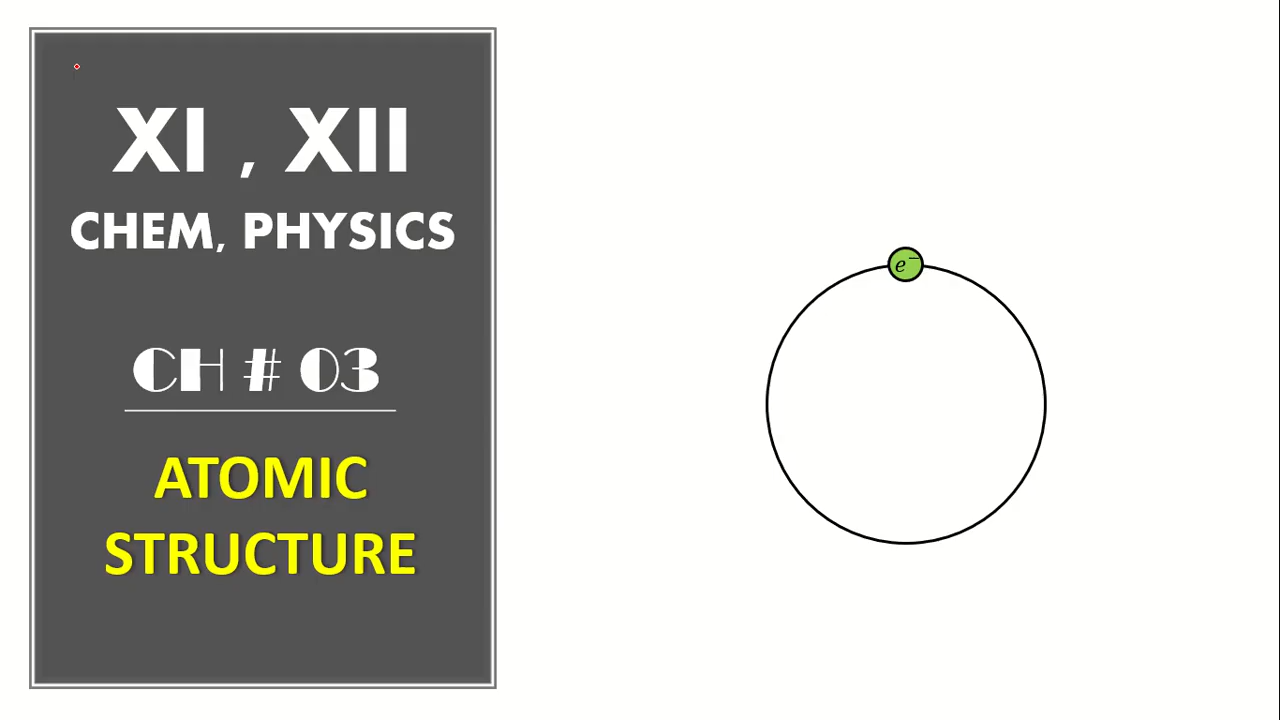 XI , XII
CHEM, PHYSICS
CH # 03
ATOMIC
STRUCTURE
e⁻